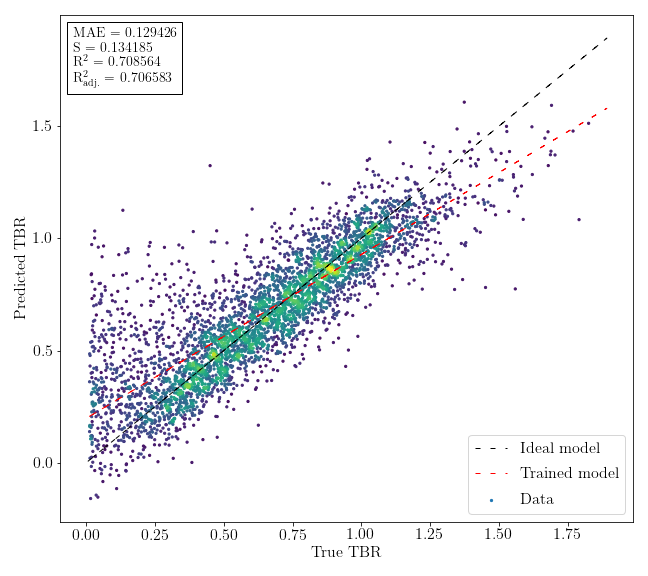 MAE = 0.129426
S = 0.134185
R² = 0.708564
R²adj. = 0.706583
1.5
1.0
0.5
0.0
Predicted TBR
Ideal model
Trained model
Data
0.00 0.25 0.50 0.75 1.00 1.25 1.50 1.75
True TBR